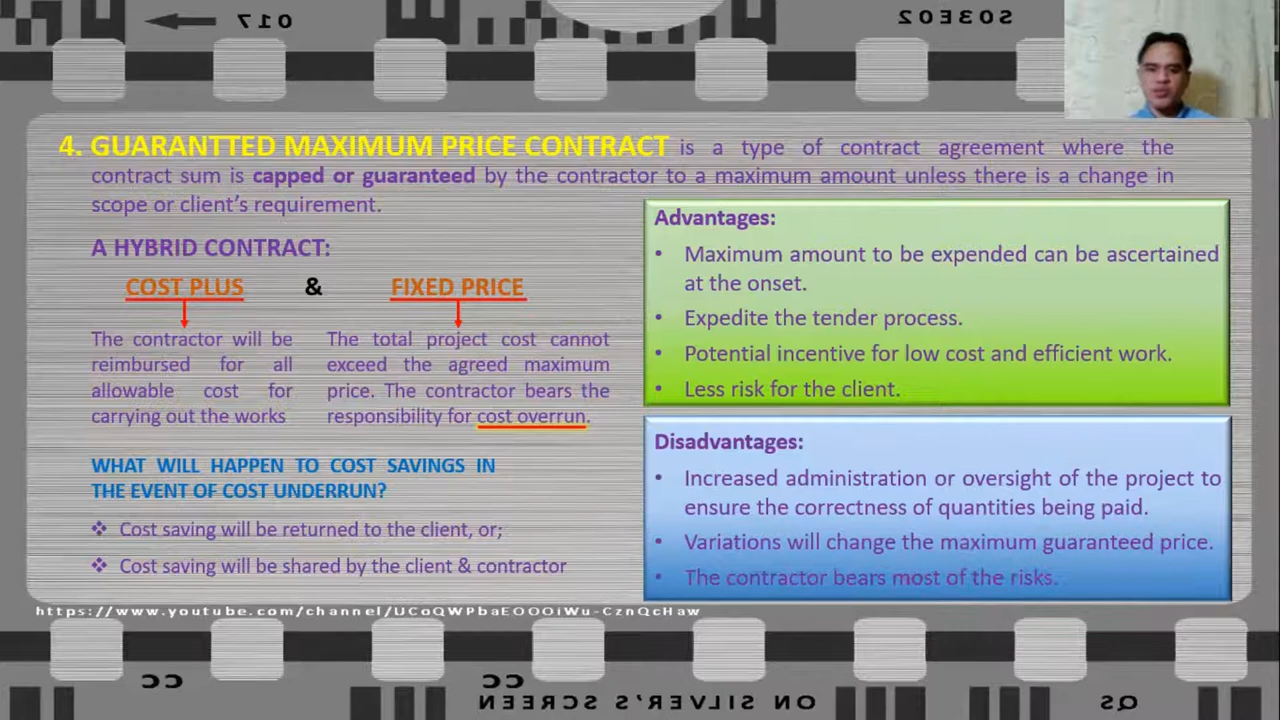 017
S03E02
4. GUARANTTED MAXIMUM PRICE CONTRACT is a type of contract agreement where the
contract sum is capped or guaranteed by the contractor to a maximum amount unless there is a change in
scope or client's requirement.
A HYBRID CONTRACT:
COST PLUS & FIXED PRICE
The contractor will be
reimbursed for all
allowable cost for
carrying out the works
The total project cost cannot
exceed the agreed maximum
price. The contractor bears the
responsibility for cost overrun.
WHAT WILL HAPPEN TO COST SAVINGS IN
THE EVENT OF COST UNDERRUN?
❖ Cost saving will be returned to the client, or;
❖ Cost saving will be shared by the client & contractor
Advantages:
• Maximum amount to be expended can be ascertained
at the onset.
• Expedite the tender process.
• Potential incentive for low cost and efficient work.
• Less risk for the client.
Disadvantages:
• Increased administration or oversight of the project to
ensure the correctness of quantities being paid.
• Variations will change the maximum guaranteed price.
• The contractor bears most of the risks.
https://www.youtube.com/channel/UCoQWPbaEOOOiWu-CznQcHaw
CC
CC
ON SILVER'S SCREEN
QS